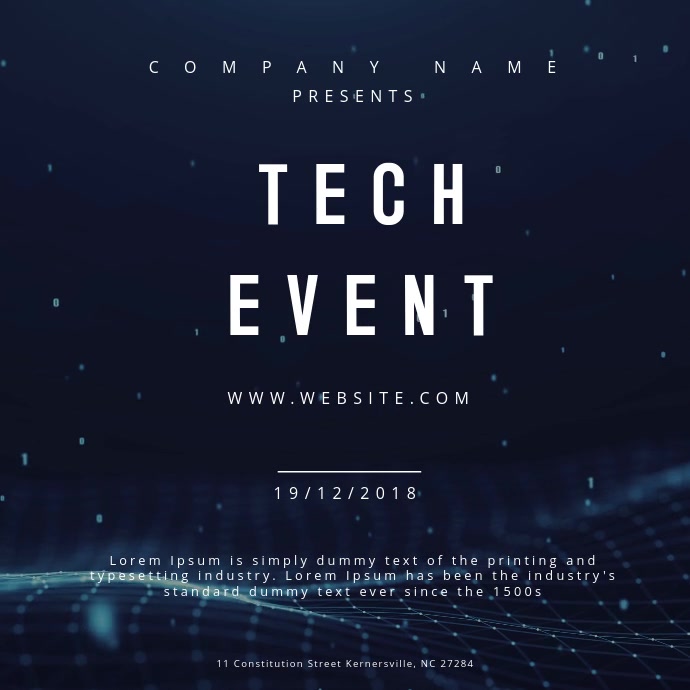 COMPANY NAME
PRESENTS
TECH
EVENT
WWW.WEBSITE.COM
19/12/2018
Lorem Ipsum is simply dummy text of the printing and
typesetting industry. Lorem Ipsum has been the industry's
standard dummy text ever since the 1500s
11 Constitution Street Kernersville, NC 27284